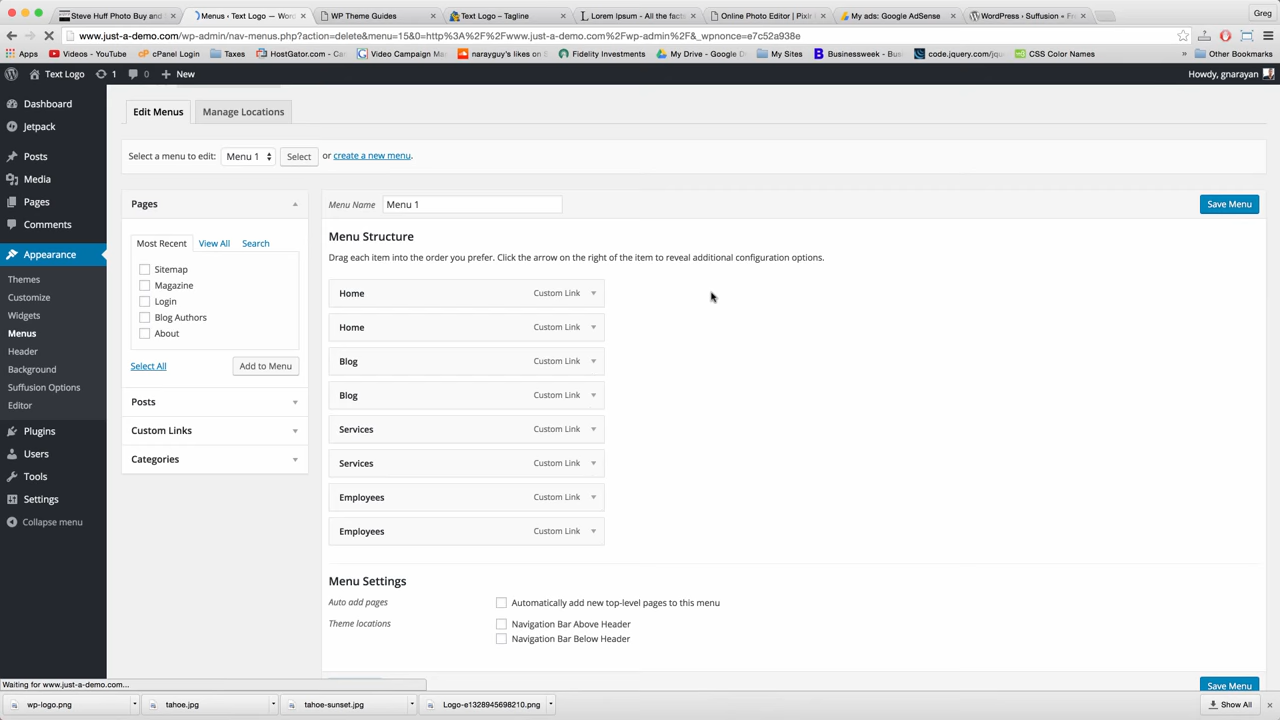 Steve Huff Photo Buy and
Menus ‹ Text Logo — Wor
WP Theme Guides
Text Logo – Tagline
Lorem Ipsum - All the fact
Online Photo Editor | Pixlr
My ads: Google AdSense
WordPress › Suffusion « Fr
Greg
www.just-a-demo.com/wp-admin/nav-menus.php?action=delete&menu=15&0=http%3A%2F%2Fwww.just-a-demo.com%2Fwp-admin%2F&_wpnonce=e7c52a938e
Apps
Videos - YouTube
cPanel Login
Taxes
HostGator.com -
Video Campaign Ma
narayguy's likes on S
Fidelity Investments
My Drive - Google D
My Sites
Businessweek - Busi
code.jquery.com/jqu
CSS Color Names
»
Other Bookmarks
Text Logo
1
0
New
Howdy, gnarayan
Dashboard
Jetpack
Posts
Media
Pages
Comments
Appearance
Themes
Customize
Widgets
Menus
Header
Background
Suffusion Options
Editor
Plugins
Users
Tools
Settings
Collapse menu
Edit Menus
Manage Locations
Select a menu to edit:
Menu 1
Select
or create a new menu.
Pages
Most Recent
View All
Search
Sitemap
Magazine
Login
Blog Authors
About
Select All
Add to Menu
Posts
Custom Links
Categories
Menu Name
Menu 1
Save Menu
Menu Structure
Drag each item into the order you prefer. Click the arrow on the right of the item to reveal additional configuration options.
Home Custom Link
Home Custom Link
Blog Custom Link
Blog Custom Link
Services Custom Link
Services Custom Link
Employees Custom Link
Employees Custom Link
Menu Settings
Auto add pages
Automatically add new top-level pages to this menu
Theme locations
Navigation Bar Above Header
Navigation Bar Below Header
Save Menu
Waiting for www.just-a-demo.com...
wp-logo.png
tahoe.jpg
tahoe-sunset.jpg
Logo-e1328945698210.png
Show All